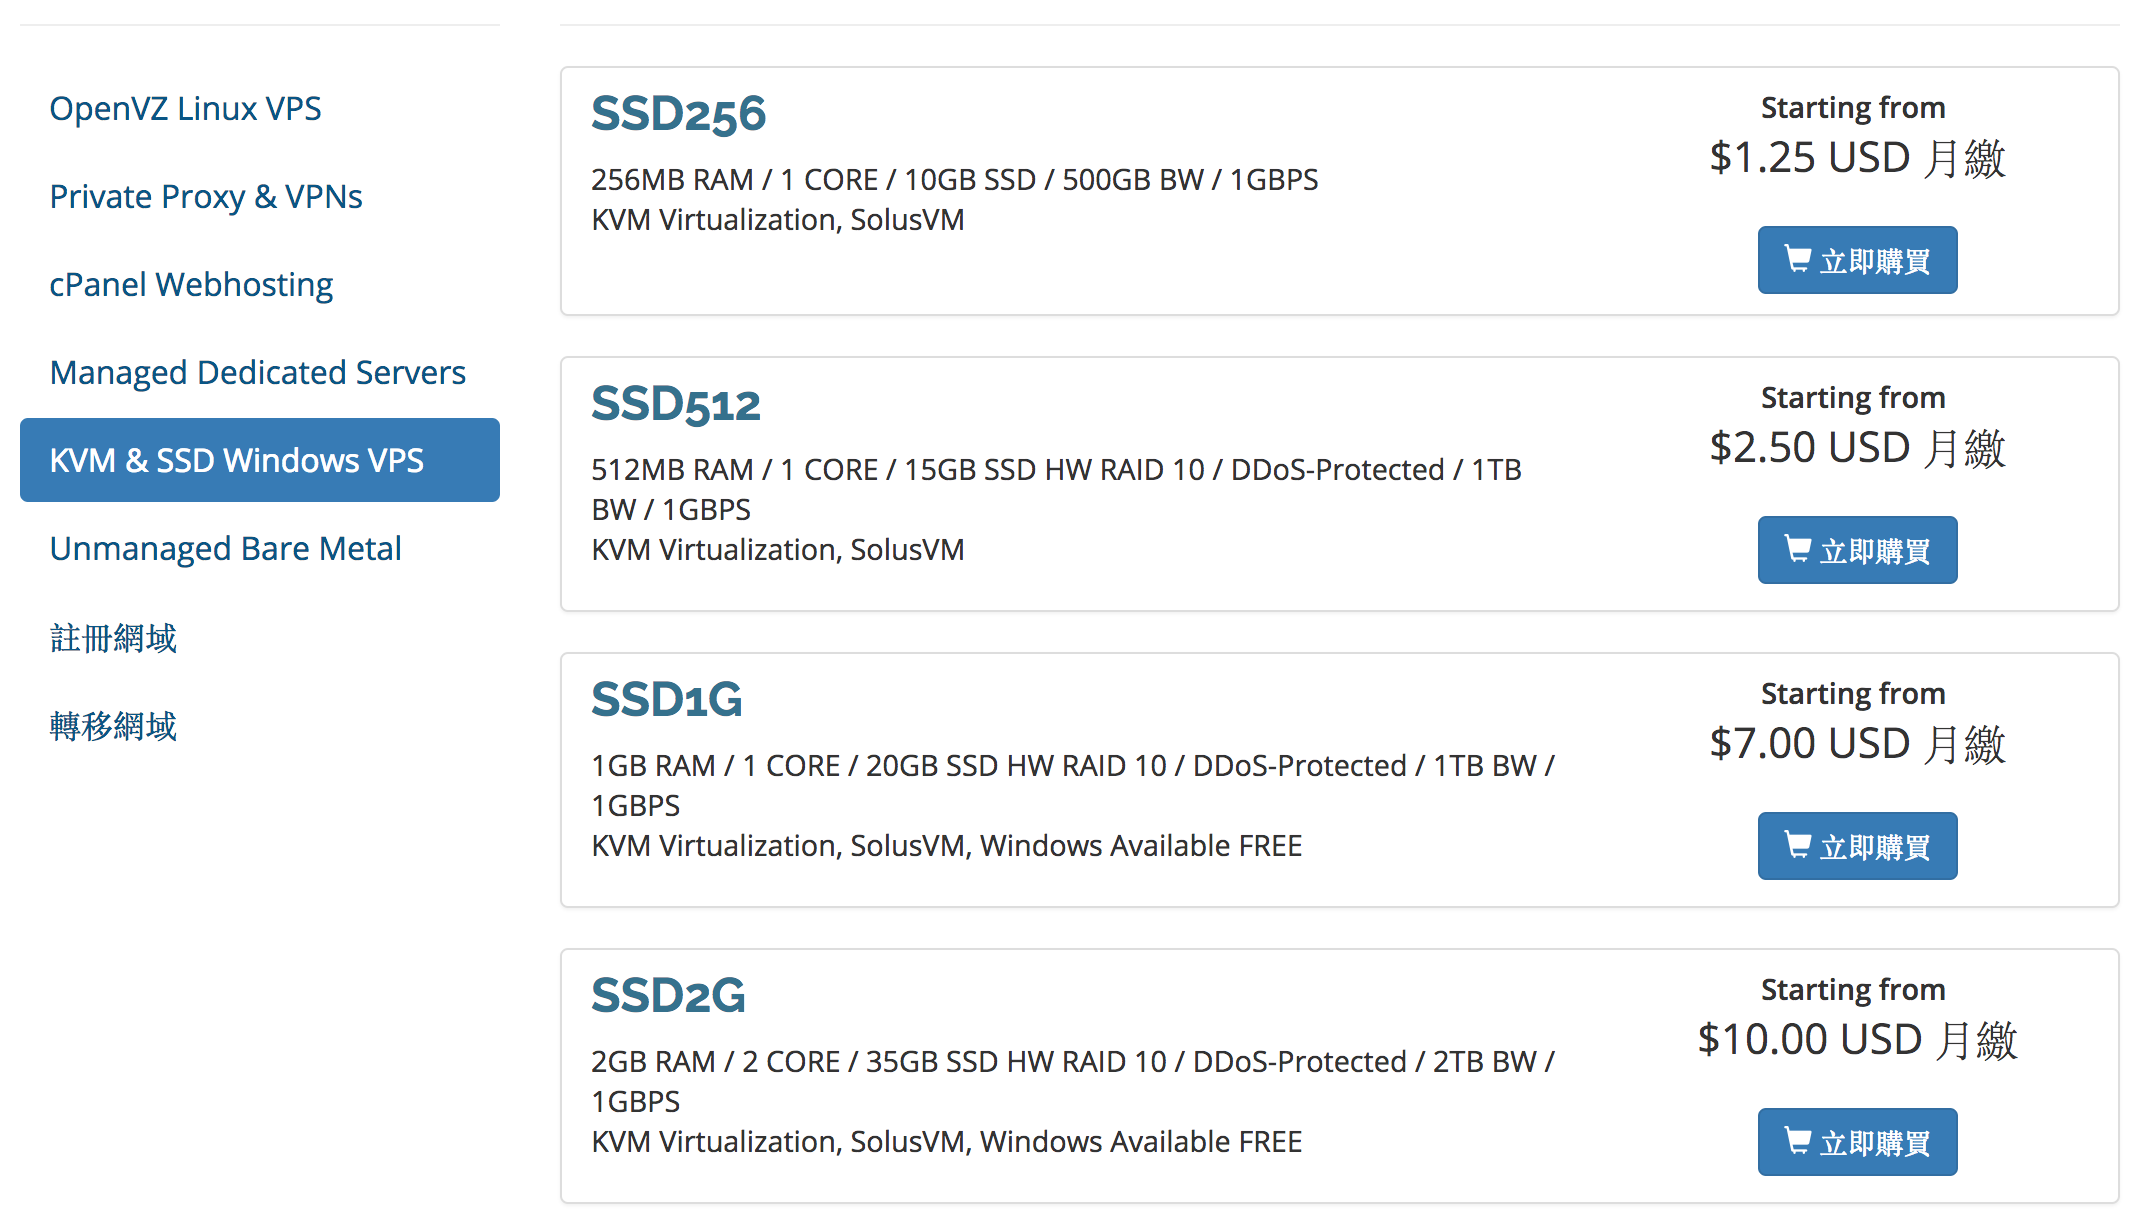 OpenVZ Linux VPS
Private Proxy & VPNs
cPanel Webhosting
Managed Dedicated Servers
KVM & SSD Windows VPS
Unmanaged Bare Metal
註冊網域
轉移網域
SSD256
256MB RAM / 1 CORE / 10GB SSD / 500GB BW / 1GBPS
KVM Virtualization, SolusVM
Starting from
$1.25 USD 月繳
立即購買
SSD512
512MB RAM / 1 CORE / 15GB SSD HW RAID 10 / DDoS-Protected / 1TB
BW / 1GBPS
KVM Virtualization, SolusVM
Starting from
$2.50 USD 月繳
立即購買
SSD1G
1GB RAM / 1 CORE / 20GB SSD HW RAID 10 / DDoS-Protected / 1TB BW /
1GBPS
KVM Virtualization, SolusVM, Windows Available FREE
Starting from
$7.00 USD 月繳
立即購買
SSD2G
2GB RAM / 2 CORE / 35GB SSD HW RAID 10 / DDoS-Protected / 2TB BW /
1GBPS
KVM Virtualization, SolusVM, Windows Available FREE
Starting from
$10.00 USD 月繳
立即購買